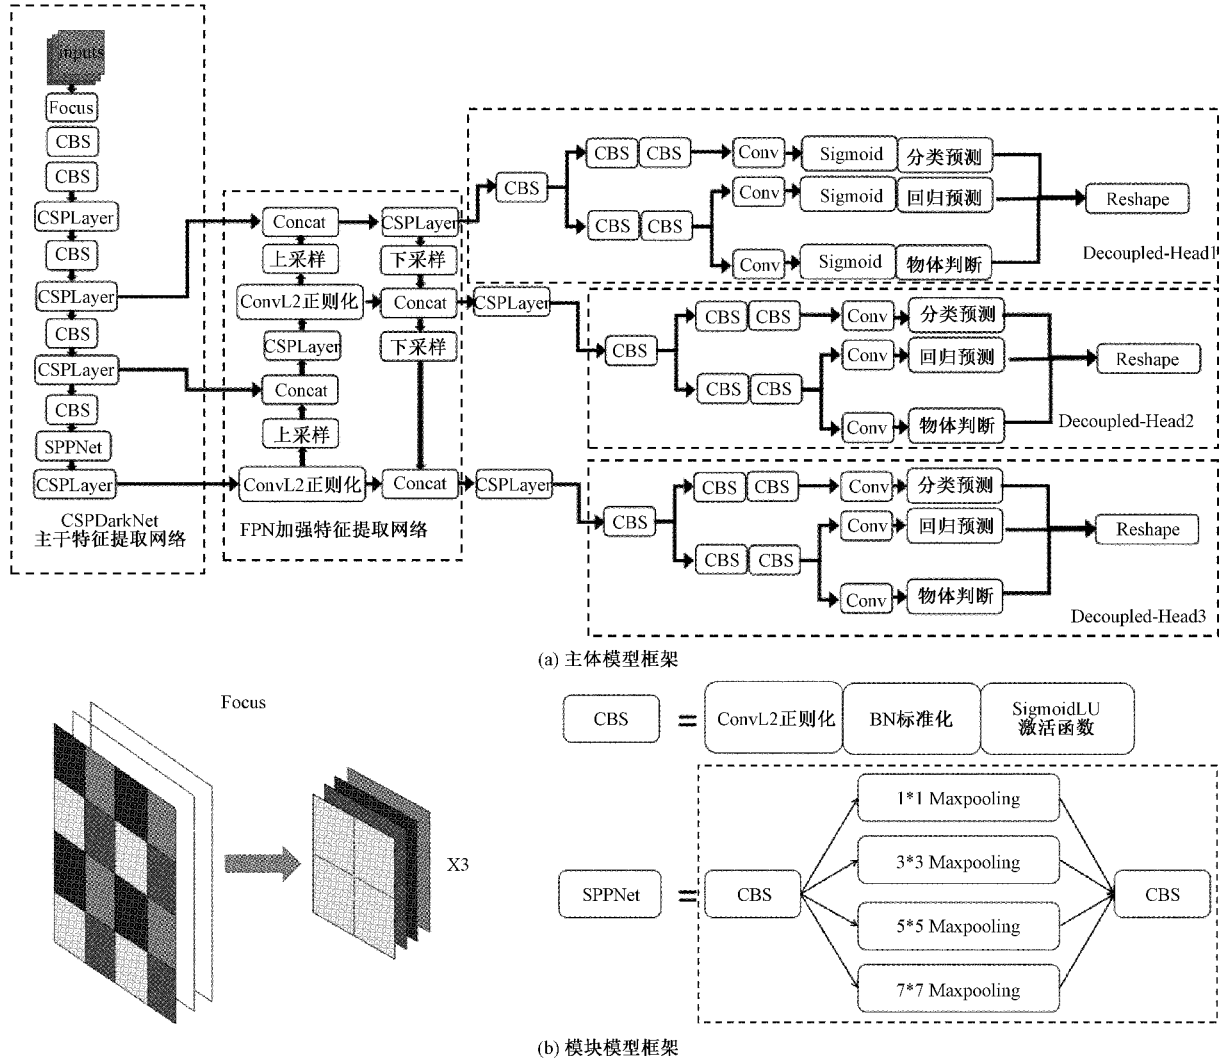 inputs
Focus
CBS
CBS
CSPLayer
CBS
CSPLayer
CBS
CSPLayer
CBS
SPPNet
CSPLayer
CSPDarkNet
主干特征提取网络
Concat
CSPLayer
上采样
下采样
ConvL2正则化
Concat
CSPLayer
下采样
Concat
上采样
ConvL2正则化
Concat
FPN加强特征提取网络
CSPLayer
CSPLayer
CBS
CBS CBS Conv Sigmoid 分类预测
Conv Sigmoid 回归预测
CBS CBS
Conv Sigmoid 物体判断
Reshape
Decoupled-Head1
CBS
CBS CBS Conv 分类预测
Conv 回归预测
CBS CBS
Conv 物体判断
Reshape
Decoupled-Head2
CBS
CBS CBS Conv 分类预测
Conv 回归预测
CBS CBS
Conv 物体判断
Reshape
Decoupled-Head3
(a) 主体模型框架
Focus
X3
CBS = ConvL2正则化 BN标准化 SigmoidLU
激活函数
SPPNet = CBS
1*1 Maxpooling
3*3 Maxpooling
5*5 Maxpooling
7*7 Maxpooling
CBS
(b) 模块模型框架